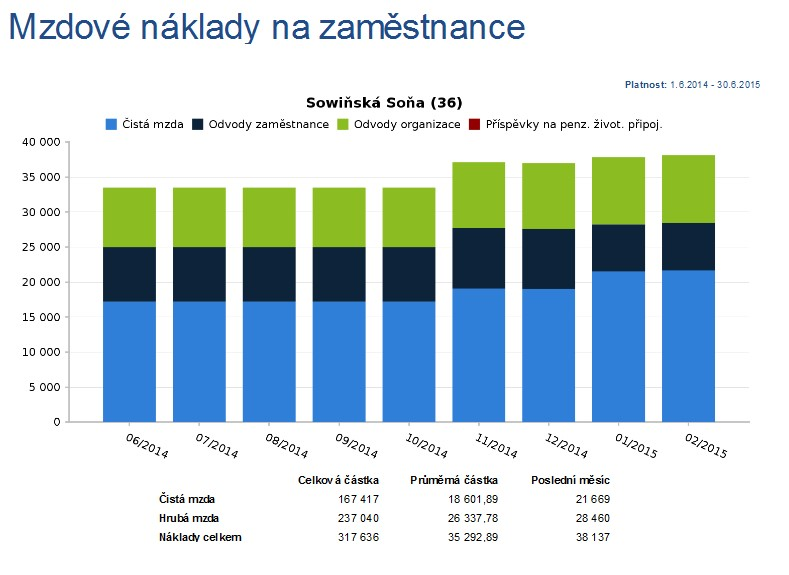 Mzdové náklady na zaměstnance
Platnost: 1.6.2014 - 30.6.2015
Sowiňská Soňa (36)
Čistá mzda Odvody zaměstnance Odvody organizace Příspěvky na penz. život. připoj.
40 000
35 000
30 000
25 000
20 000
15 000
10 000
5 000
0
06/2014 07/2014 08/2014 09/2014 10/2014 11/2014 12/2014 01/2015 02/2015
Celková částka Průměrná částka Poslední měsíc
Čistá mzda 167 417 18 601,89 21 669
Hrubá mzda 237 040 26 337,78 28 460
Náklady celkem 317 636 35 292,89 38 137